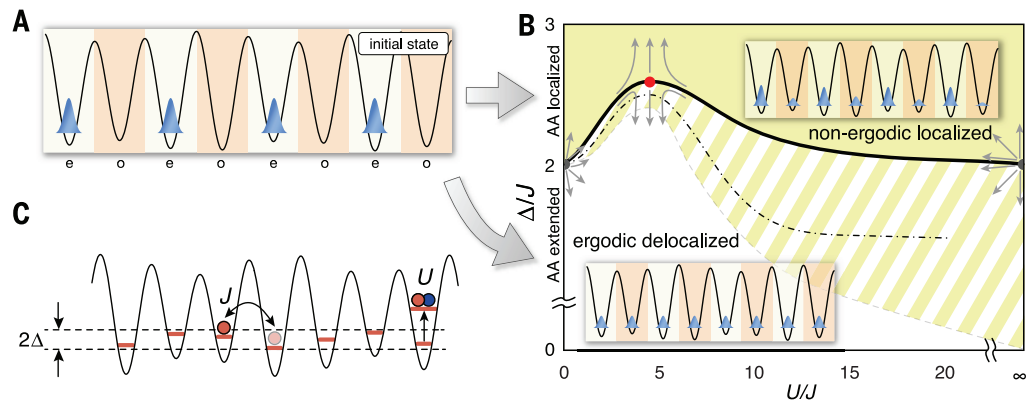 A
initial state
e o e o e o e o
C
J
U
2Δ
B
3
2
0
AA localized
Δ/J
AA extended
non-ergodic localized
ergodic delocalized
0 5 10 15 20 ∞
U/J